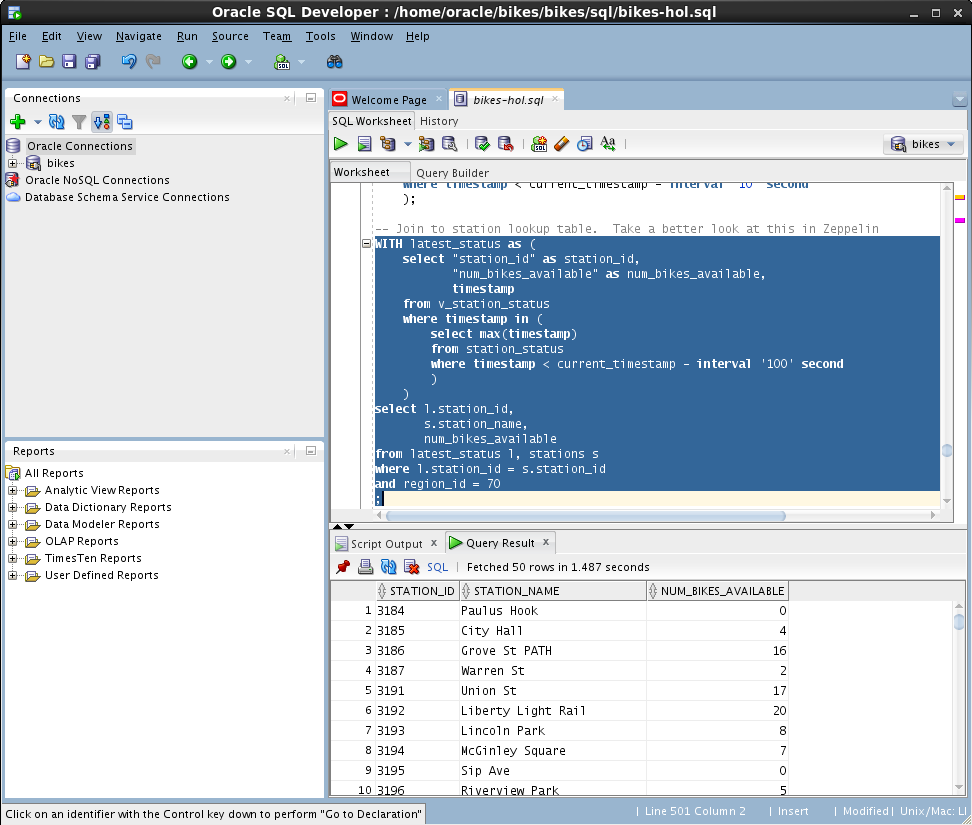 Oracle SQL Developer : /home/oracle/bikes/bikes/sql/bikes-hol.sql
File Edit View Navigate Run Source Team Tools Window Help
Connections
Oracle Connections
bikes
Oracle NoSQL Connections
Database Schema Service Connections
Reports
All Reports
Analytic View Reports
Data Dictionary Reports
Data Modeler Reports
OLAP Reports
TimesTen Reports
User Defined Reports
Welcome Page bikes-hol.sql
SQL Worksheet History
bikes
Worksheet Query Builder
where timestamp < current_timestamp - interval '10' second
);
-- Join to station lookup table.  Take a better look at this in Zeppelin
WITH latest_status as (
select "station_id" as station_id,
"num_bikes_available" as num_bikes_available,
timestamp
from v_station_status
where timestamp in (
select max(timestamp)
from station_status
where timestamp < current_timestamp - interval '100' second
)
)
select l.station_id,
s.station_name,
num_bikes_available
from latest_status l, stations s
where l.station_id = s.station_id
and region_id = 70
;
Script Output x Query Result x
SQL | Fetched 50 rows in 1.487 seconds
STATION_ID STATION_NAME NUM_BIKES_AVAILABLE
1 3184 Paulus Hook 0
2 3185 City Hall 4
3 3186 Grove St PATH 16
4 3187 Warren St 2
5 3191 Union St 17
6 3192 Liberty Light Rail 20
7 3193 Lincoln Park 8
8 3194 McGinley Square 7
9 3195 Sip Ave 0
10 3196 Riverview Park 5
Click on an identifier with the Control key down to perform "Go to Declaration"
| Line 501 Column 2 | Insert | Modified | Unix/Mac: LI